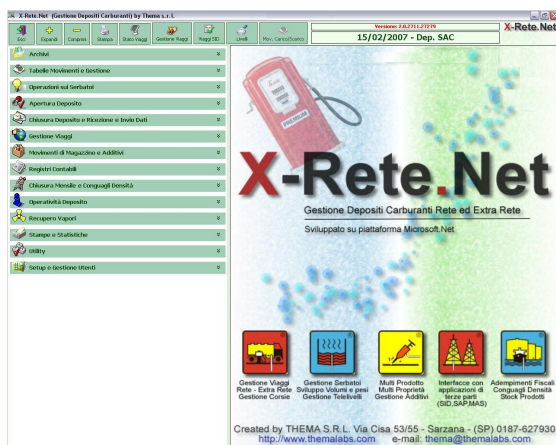 X-Rete.Net (Gestione Depositi Carburanti) by Thema s.r.l.
Esci Espandi Comprimi Stampa Stato Viaggi Gestione Viaggi Viaggi SID Livelli Mov. Carico/Scarico
Versione 2.0.2711.27279
15/02/2007 - Dep. SAC
X-Rete.Net
Archivi
Tabelle Movimenti e Gestione
Operazioni sui Serbatoi
Apertura Deposito
Chiusura Deposito e Ricezione e Invio Dati
Gestione Viaggi
Movimenti di Magazzino e Additivi
Registri Contabili
Chiusura Mensile e Conguagli Densità
Operatività Deposito
Recupero Vapori
Stampe e Statistiche
Utility
Setup e Gestione Utenti
PREMIUM
X-Rete.Net
Gestione Depositi Carburanti Rete ed Extra Rete
Sviluppato su piattaforma Microsoft.Net
Gestione Viaggi
Rete - Extra Rete
Gestione Corsie
Gestione Serbatoi
Sviluppo Volumi e pesi
Gestione Telelivelli
Multi Prodotto
Multi Proprietà
Gestione Additivi
Interfacce con
applicazioni di
terze parti
(SID,SAP,MAS)
Adempimenti Fiscali
Conguagli Densità
Stock Prodotti
Created by THEMA S.R.L. Via Cisa 53/55 - Sarzana - (SP) 0187-627930
http://www.themalabs.com e-mail: thema@themalabs.com